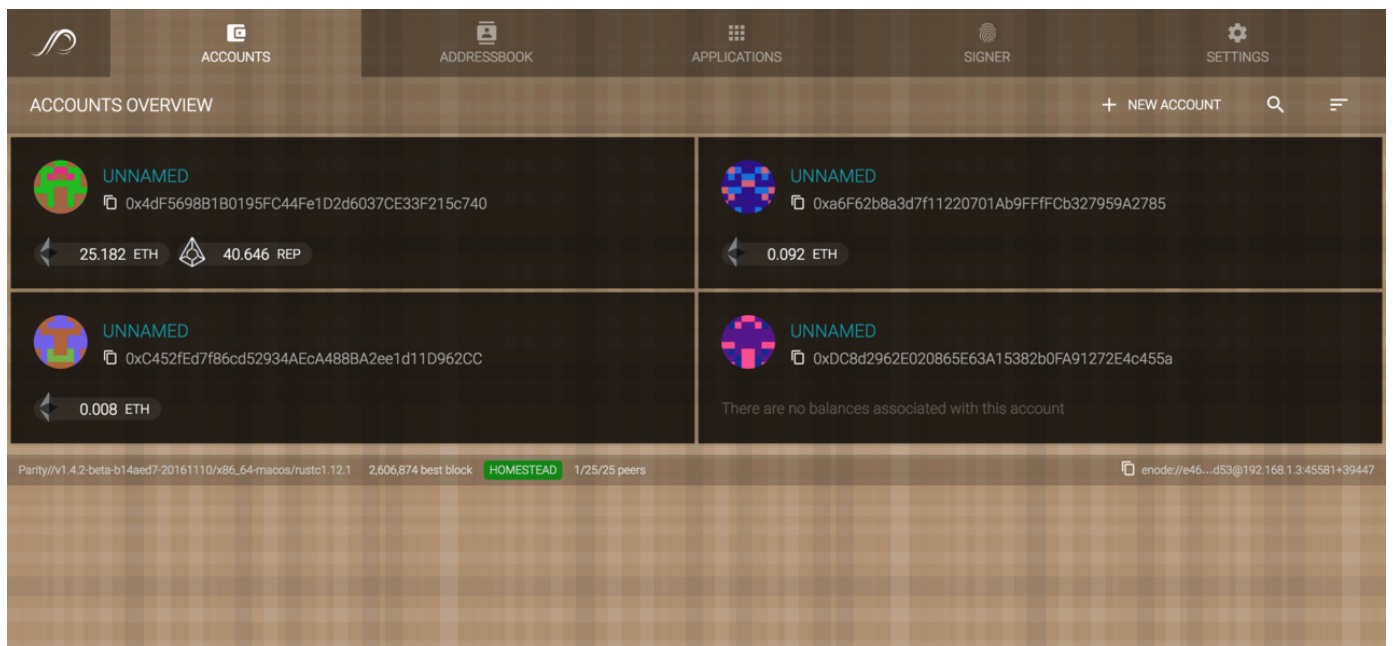 ACCOUNTS
ADDRESSBOOK
APPLICATIONS
SIGNER
SETTINGS
ACCOUNTS OVERVIEW
+ NEW ACCOUNT
UNNAMED
0x4dF5698B1B0195FC44Fe1D2d6037CE33F215c740
25.182 ETH
40.646 REP
UNNAMED
0xa6F62b8a3d7f11220701Ab9FFfFCb327959A2785
0.092 ETH
UNNAMED
0xC452fEd7f86cd52934AEcA488BA2ee1d11D962CC
0.008 ETH
UNNAMED
0xDC8d2962E020865E63A15382b0FA91272E4c455a
There are no balances associated with this account
Parity//v1.4.2-beta-b14aed7-20161110/x86_64-macos/rustc1.12.1
2,606,874 best block
HOMESTEAD
1/25/25 peers
enode://e46...d53@192.168.1.3:45581+39447